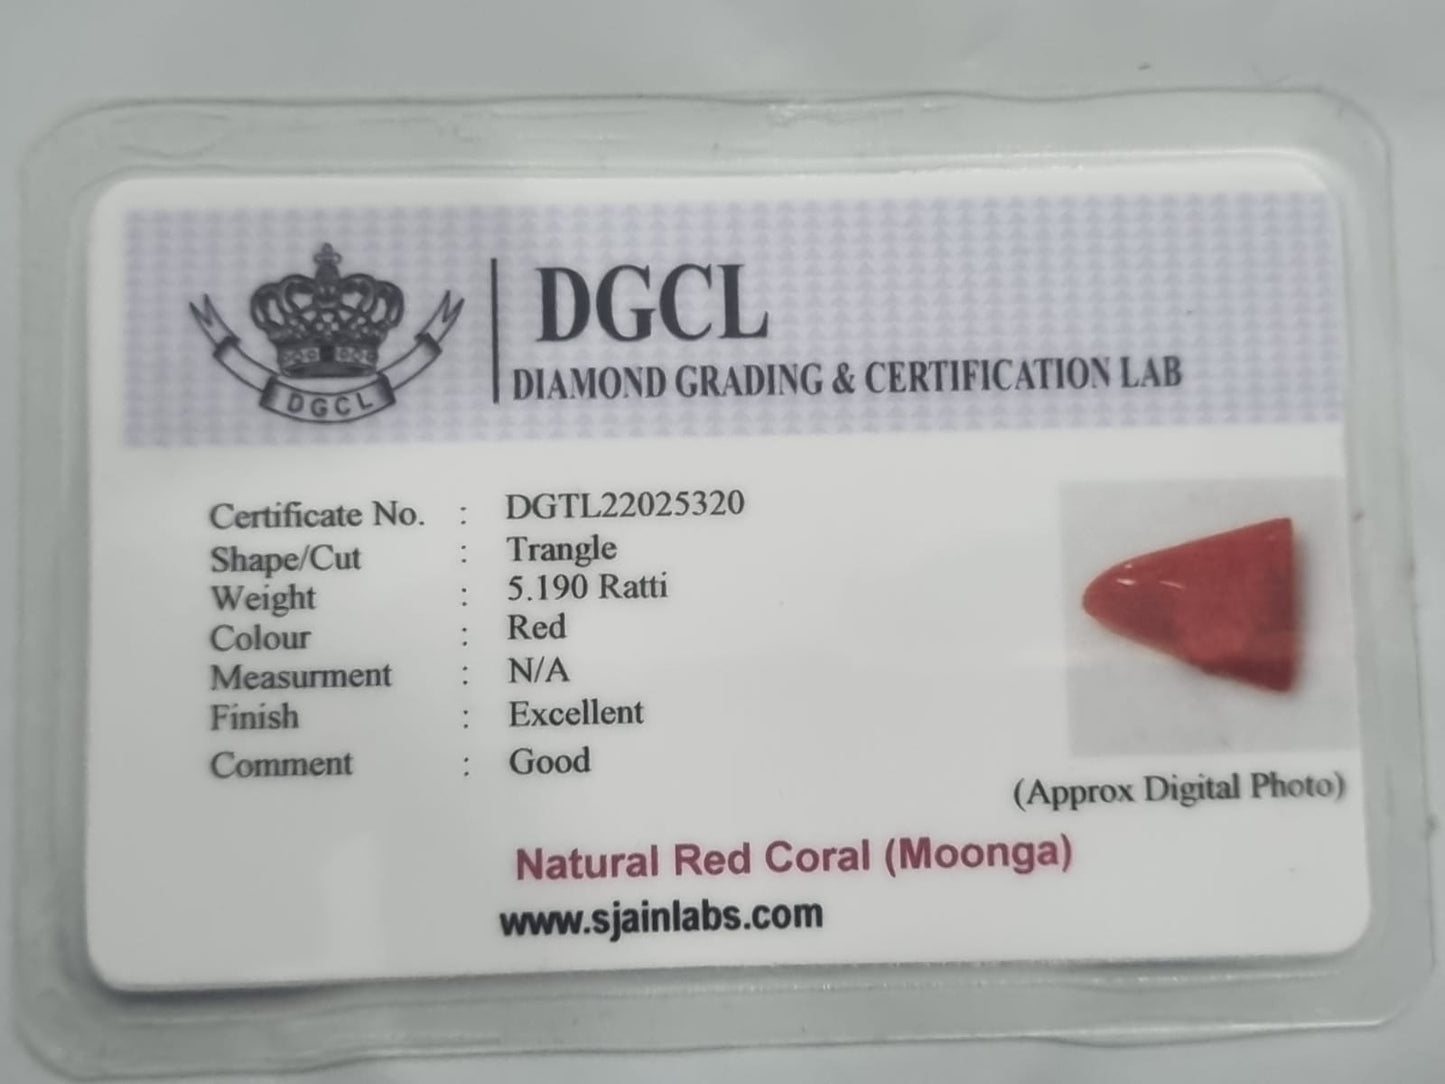 DGCL
DGCL
DIAMOND GRADING & CERTIFICATION LAB
Certificate No. : DGTL22025320
Shape/Cut : Trangle
Weight : 5.190 Ratti
Colour : Red
Measurment : N/A
Finish : Excellent
Comment : Good
(Approx Digital Photo)
Natural Red Coral (Moonga)
www.sjainlabs.com